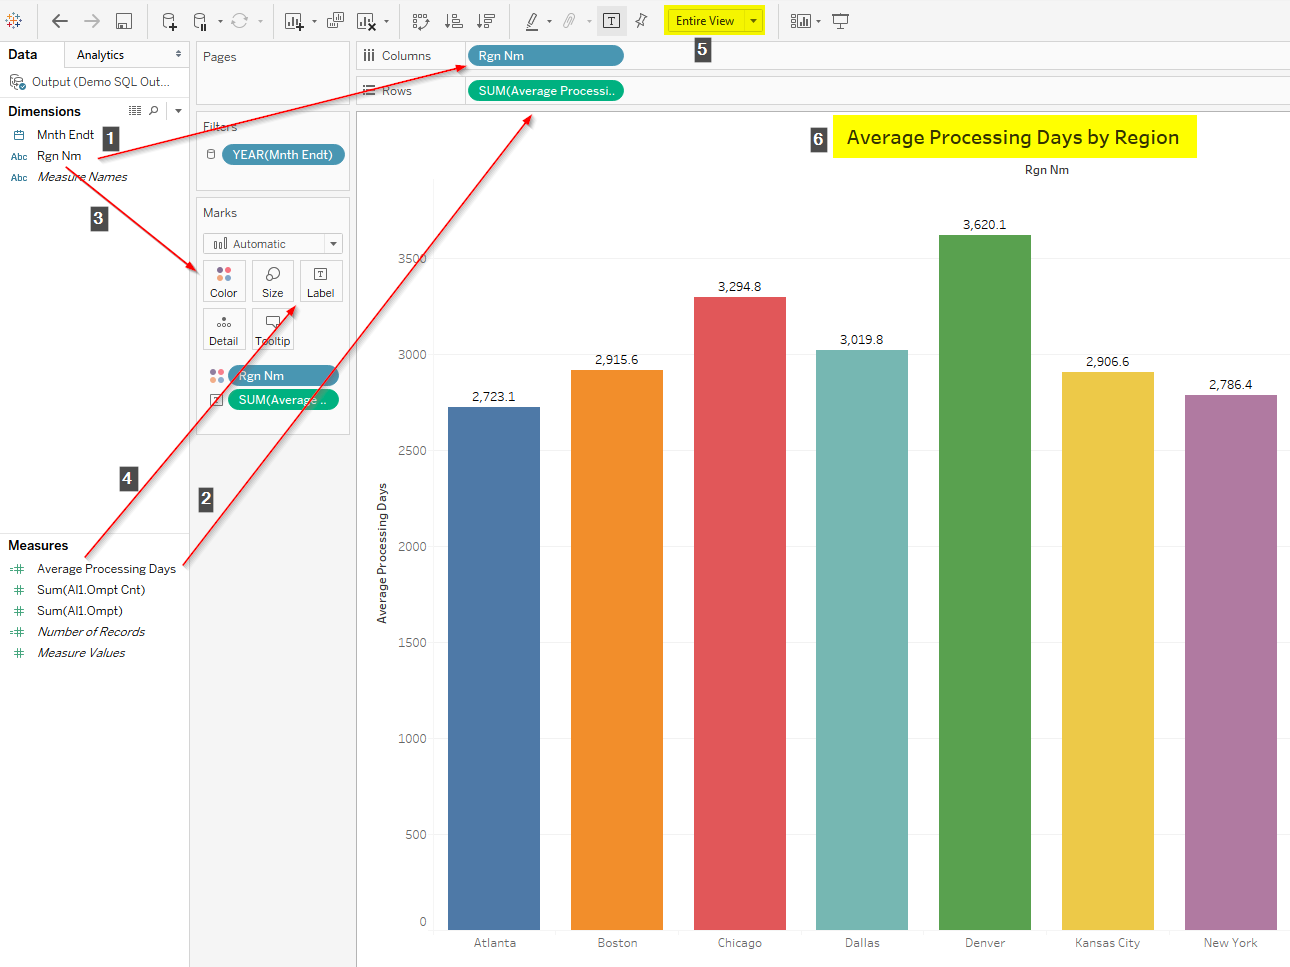 Entire View
5
Data
Analytics
Output (Demo SQL Out...
Dimensions
Mnth Endt
1
Abc Rgn Nm
Abc Measure Names
3
Pages
Filters
YEAR(Mnth Endt)
Marks
Automatic
Color
Size
Label
Detail
Tooltip
Rgn Nm
SUM(Average ..
4
2
Measures
Average Processing Days
Sum(Al1.Ompt Cnt)
Sum(Al1.Ompt)
Number of Records
Measure Values
Columns
Rgn Nm
Rows
SUM(Average Processi..
6
Average Processing Days by Region
Rgn Nm
Average Processing Days
3500
3000
2500
2000
1500
1000
500
0
2,723.1
2,915.6
3,294.8
3,019.8
3,620.1
2,906.6
2,786.4
Atlanta
Boston
Chicago
Dallas
Denver
Kansas City
New York